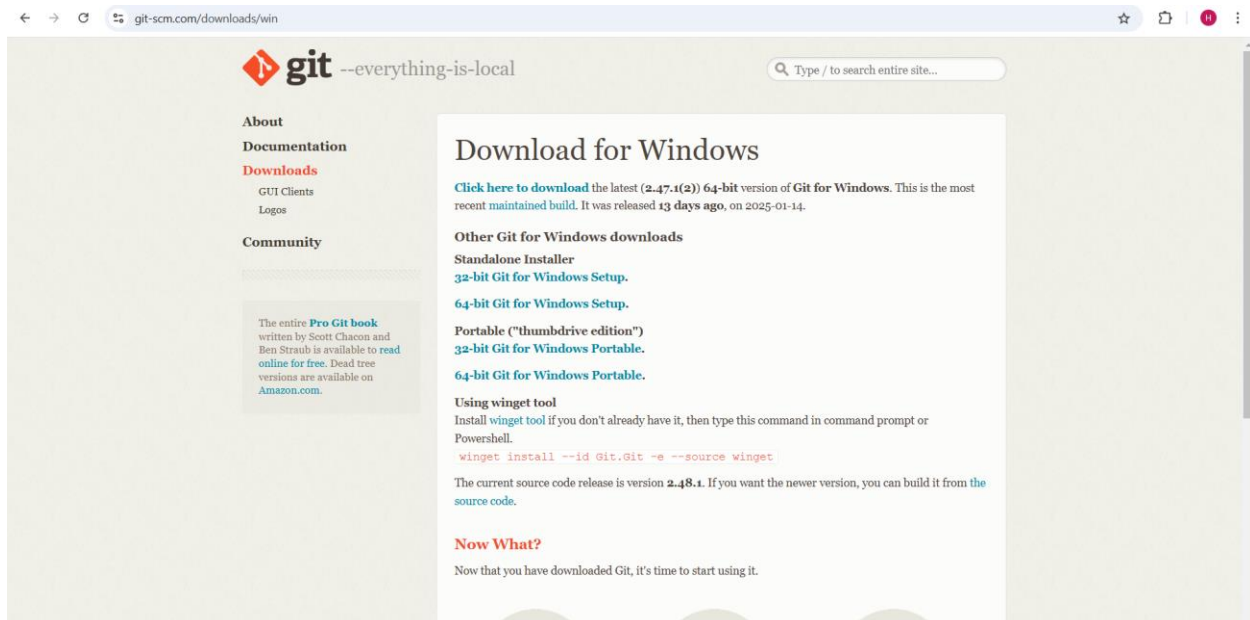 git-scm.com/downloads/win
H
git --everything-is-local
Type / to search entire site...
About
Documentation
Downloads
GUI Clients
Logos
Community
The entire Pro Git book
written by Scott Chacon and
Ben Straub is available to read
online for free. Dead tree
versions are available on
Amazon.com.
Download for Windows
Click here to download the latest (2.47.1(2)) 64-bit version of Git for Windows. This is the most
recent maintained build. It was released 13 days ago, on 2025-01-14.
Other Git for Windows downloads
Standalone Installer
32-bit Git for Windows Setup.
64-bit Git for Windows Setup.
Portable ("thumbdrive edition")
32-bit Git for Windows Portable.
64-bit Git for Windows Portable.
Using winget tool
Install winget tool if you don't already have it, then type this command in command prompt or
Powershell.
winget install --id Git.Git -e --source winget
The current source code release is version 2.48.1. If you want the newer version, you can build it from the
source code.
Now What?
Now that you have downloaded Git, it's time to start using it.